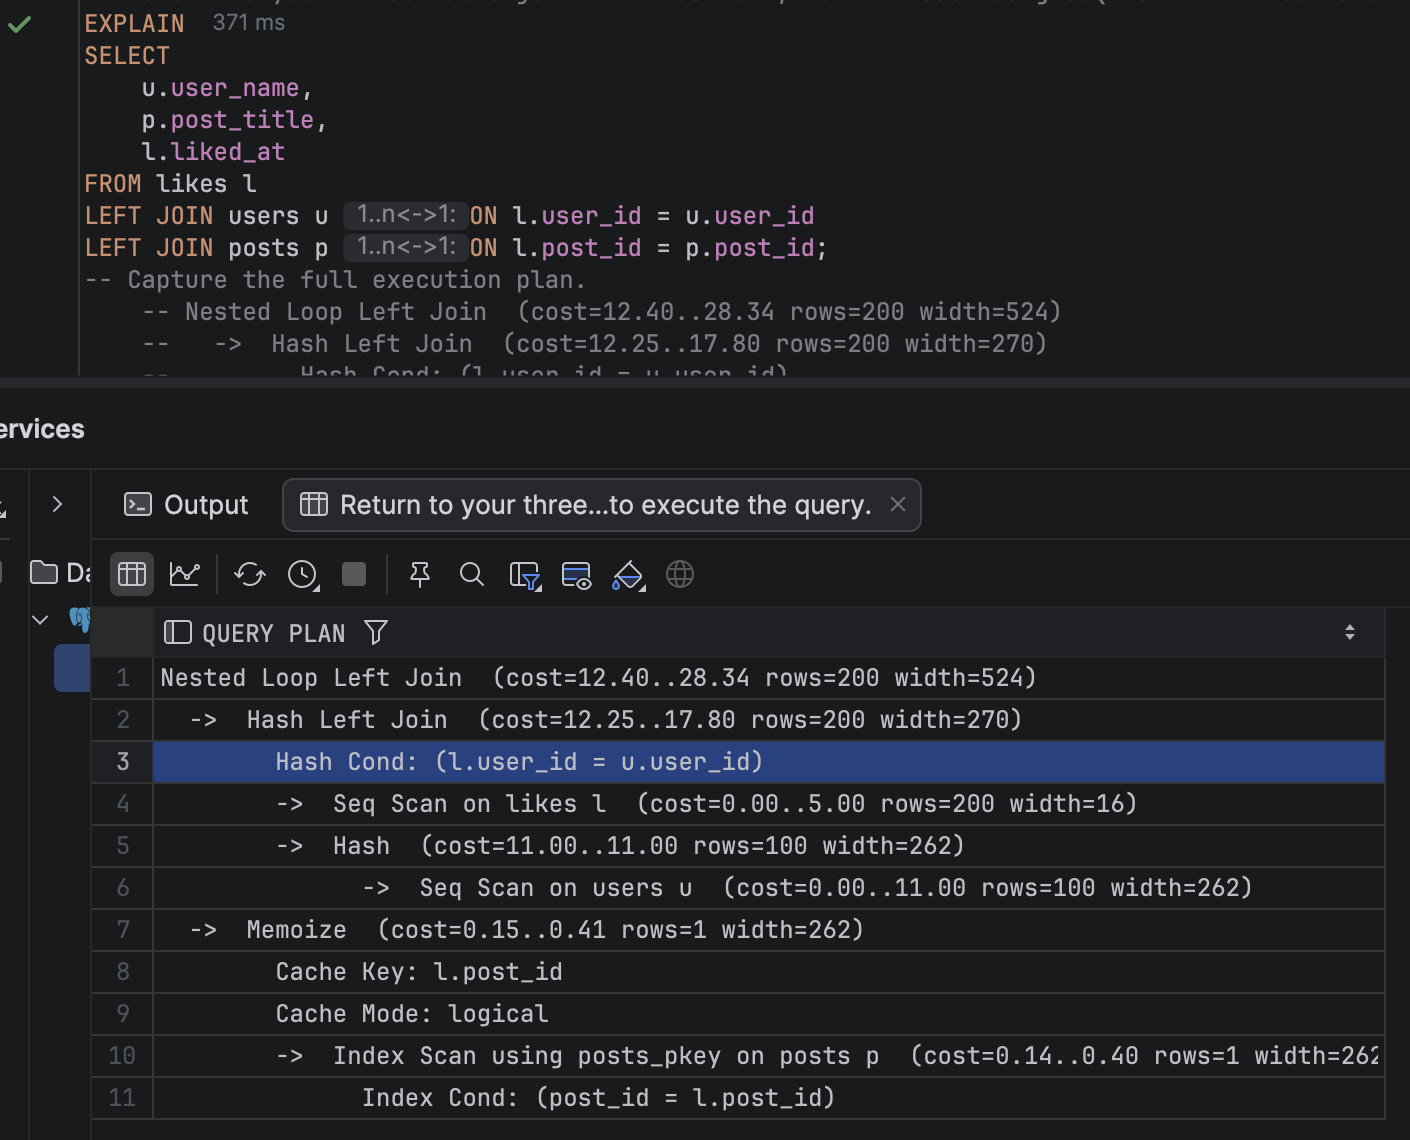 EXPLAIN 371 ms
SELECT
u.user_name,
p.post_title,
l.liked_at
FROM likes l
LEFT JOIN users u 1..n<->1: ON l.user_id = u.user_id
LEFT JOIN posts p 1..n<->1: ON l.post_id = p.post_id;
-- Capture the full execution plan.
-- Nested Loop Left Join  (cost=12.40..28.34 rows=200 width=524)
--   ->  Hash Left Join  (cost=12.25..17.80 rows=200 width=270)
--         Hash Cond: (l.user_id = u.user_id)
ervices
Output
Return to your three...to execute the query.
Da
QUERY PLAN
1 Nested Loop Left Join  (cost=12.40..28.34 rows=200 width=524)
2 ->  Hash Left Join  (cost=12.25..17.80 rows=200 width=270)
3 Hash Cond: (l.user_id = u.user_id)
4 ->  Seq Scan on likes l  (cost=0.00..5.00 rows=200 width=16)
5 ->  Hash  (cost=11.00..11.00 rows=100 width=262)
6 ->  Seq Scan on users u  (cost=0.00..11.00 rows=100 width=262)
7 ->  Memoize  (cost=0.15..0.41 rows=1 width=262)
8 Cache Key: l.post_id
9 Cache Mode: logical
10 ->  Index Scan using posts_pkey on posts p  (cost=0.14..0.40 rows=1 width=262
11 Index Cond: (post_id = l.post_id)